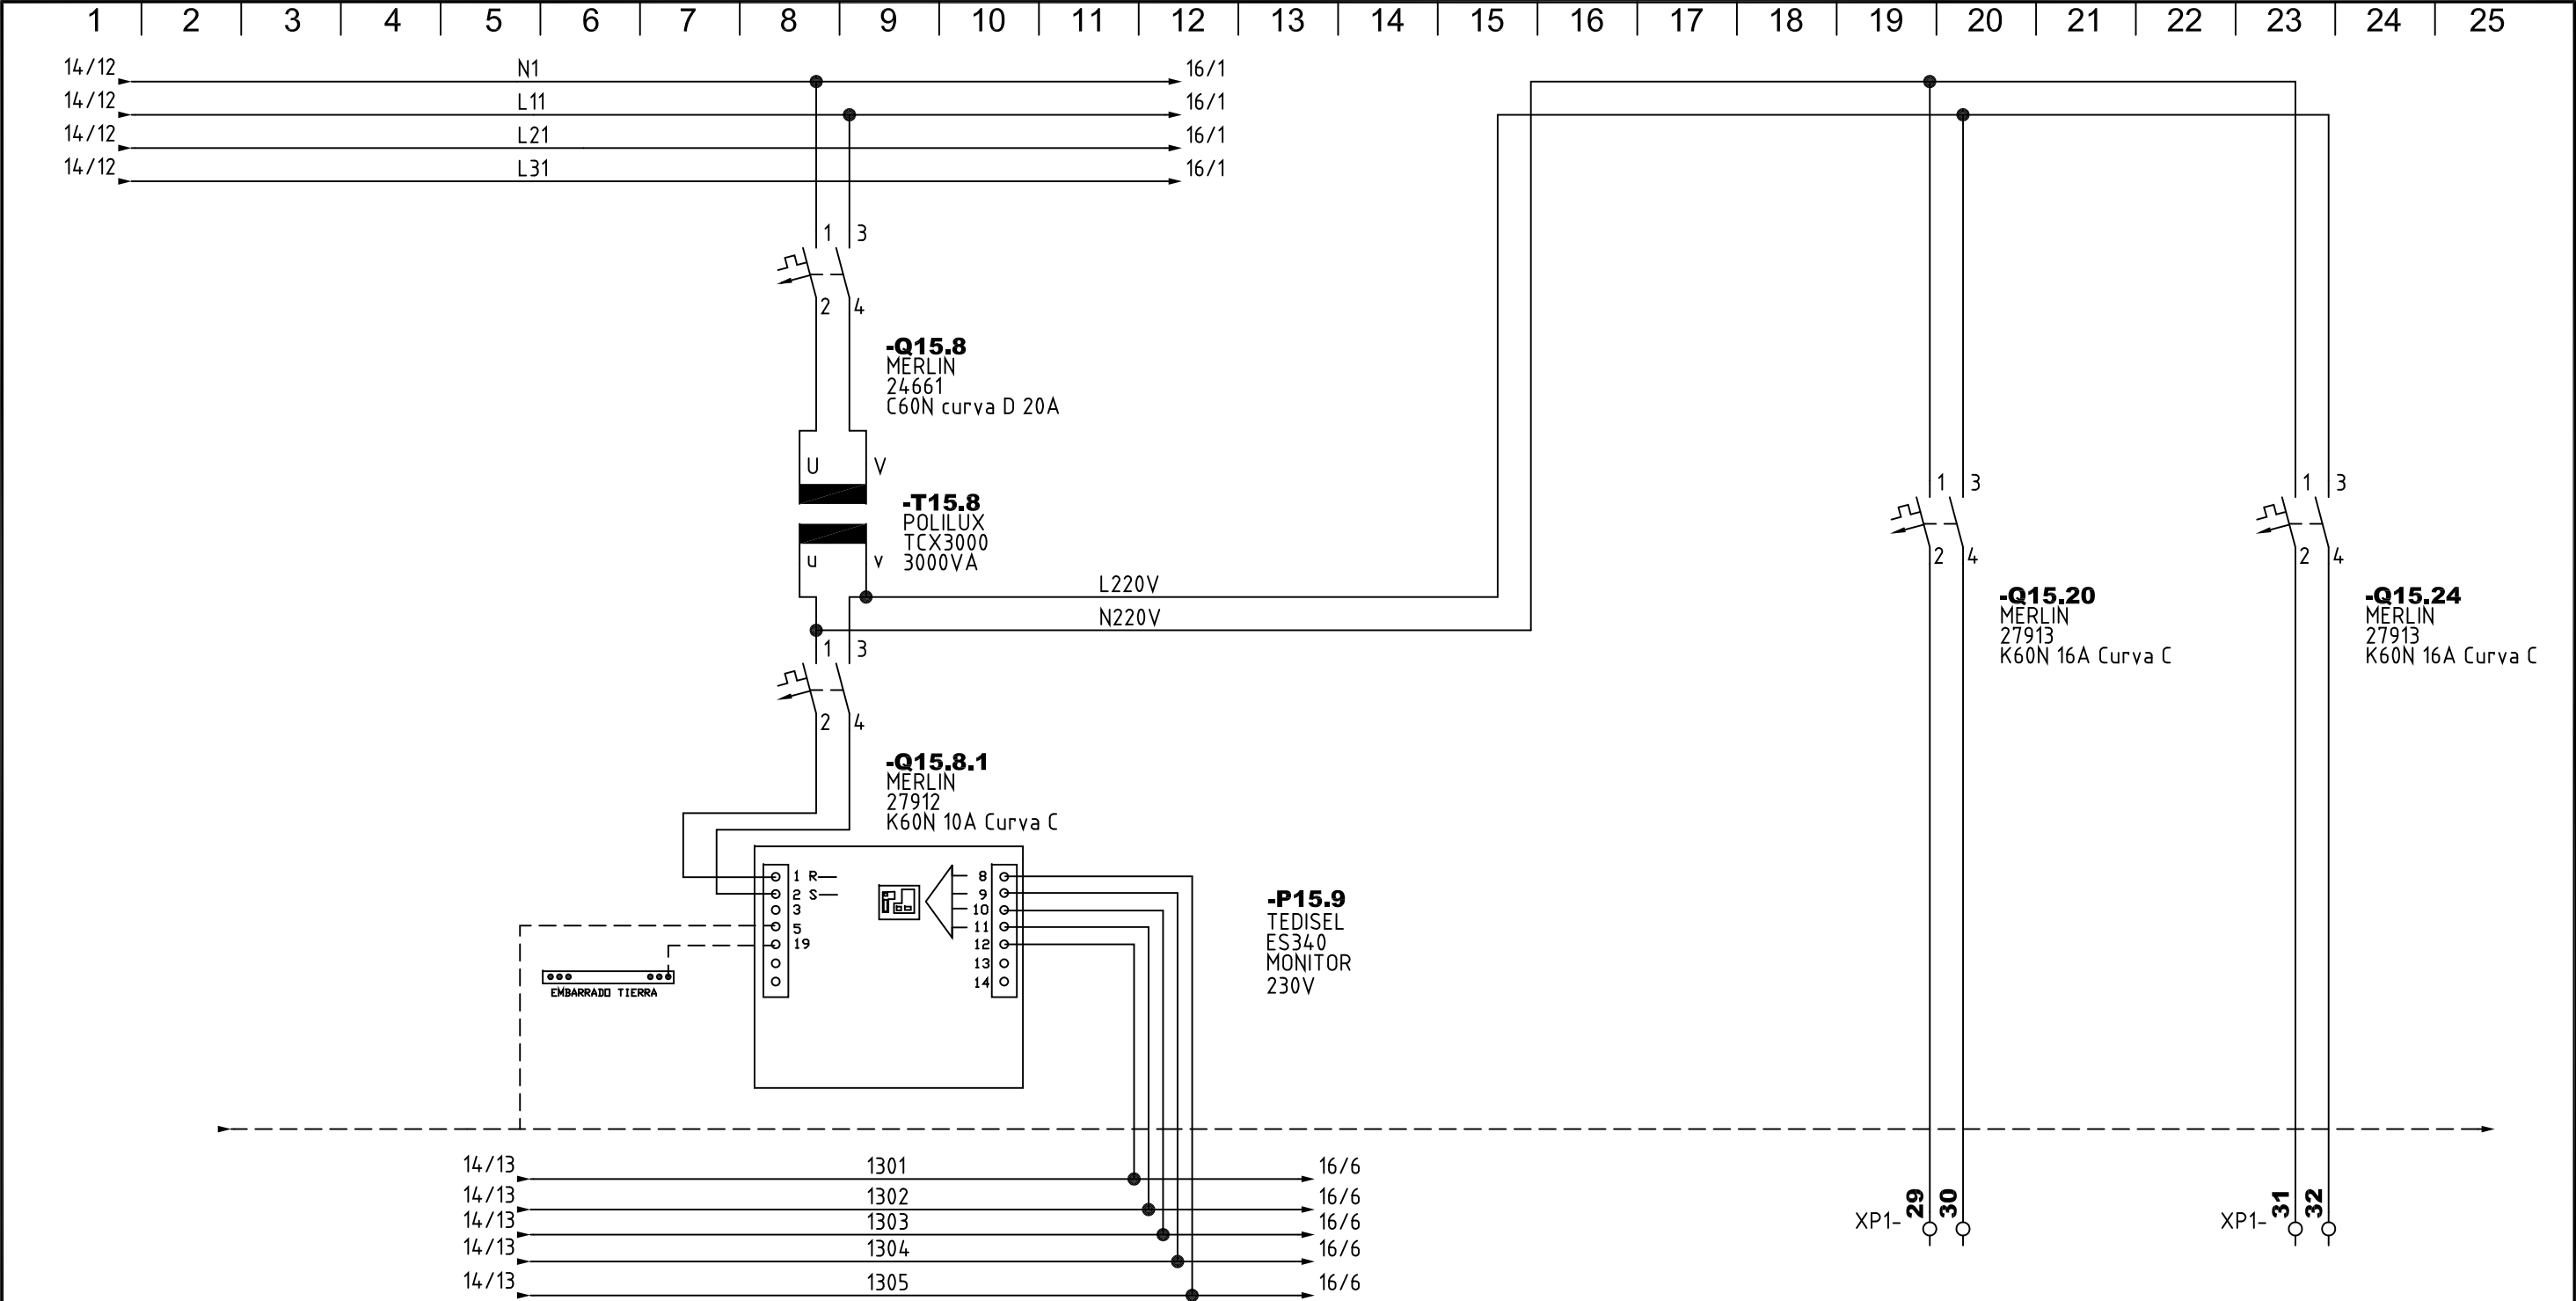 1 2 3 4 5 6 7 8 9 10 11 12 13 14 15 16 17 18 19 20 21 22 23 24 25
14/12 N1 16/1
14/12 L11 16/1
14/12 L21 16/1
14/12 L31 16/1
1 3
2 4
-Q15.8
MERLIN
24661
C60N curva D 20A
U V
-T15.8
POLILUX
TCX3000
3000VA
u v
L220V
N220V
1 3
2 4
-Q15.8.1
MERLIN
27912
K60N 10A Curva C
1 3
2 4
-Q15.20
MERLIN
27913
K60N 16A Curva C
1 3
2 4
-Q15.24
MERLIN
27913
K60N 16A Curva C
1 R 8
2 S 9
3 10
5 11
19 12
13
14
EMBARRADO TIERRA
-P15.9
TEDISEL
ES340
MONITOR
230V
14/13 1301 16/6
14/13 1302 16/6
14/13 1303 16/6
14/13 1304 16/6
14/13 1305 16/6
XP1- 29 30
XP1- 31 32